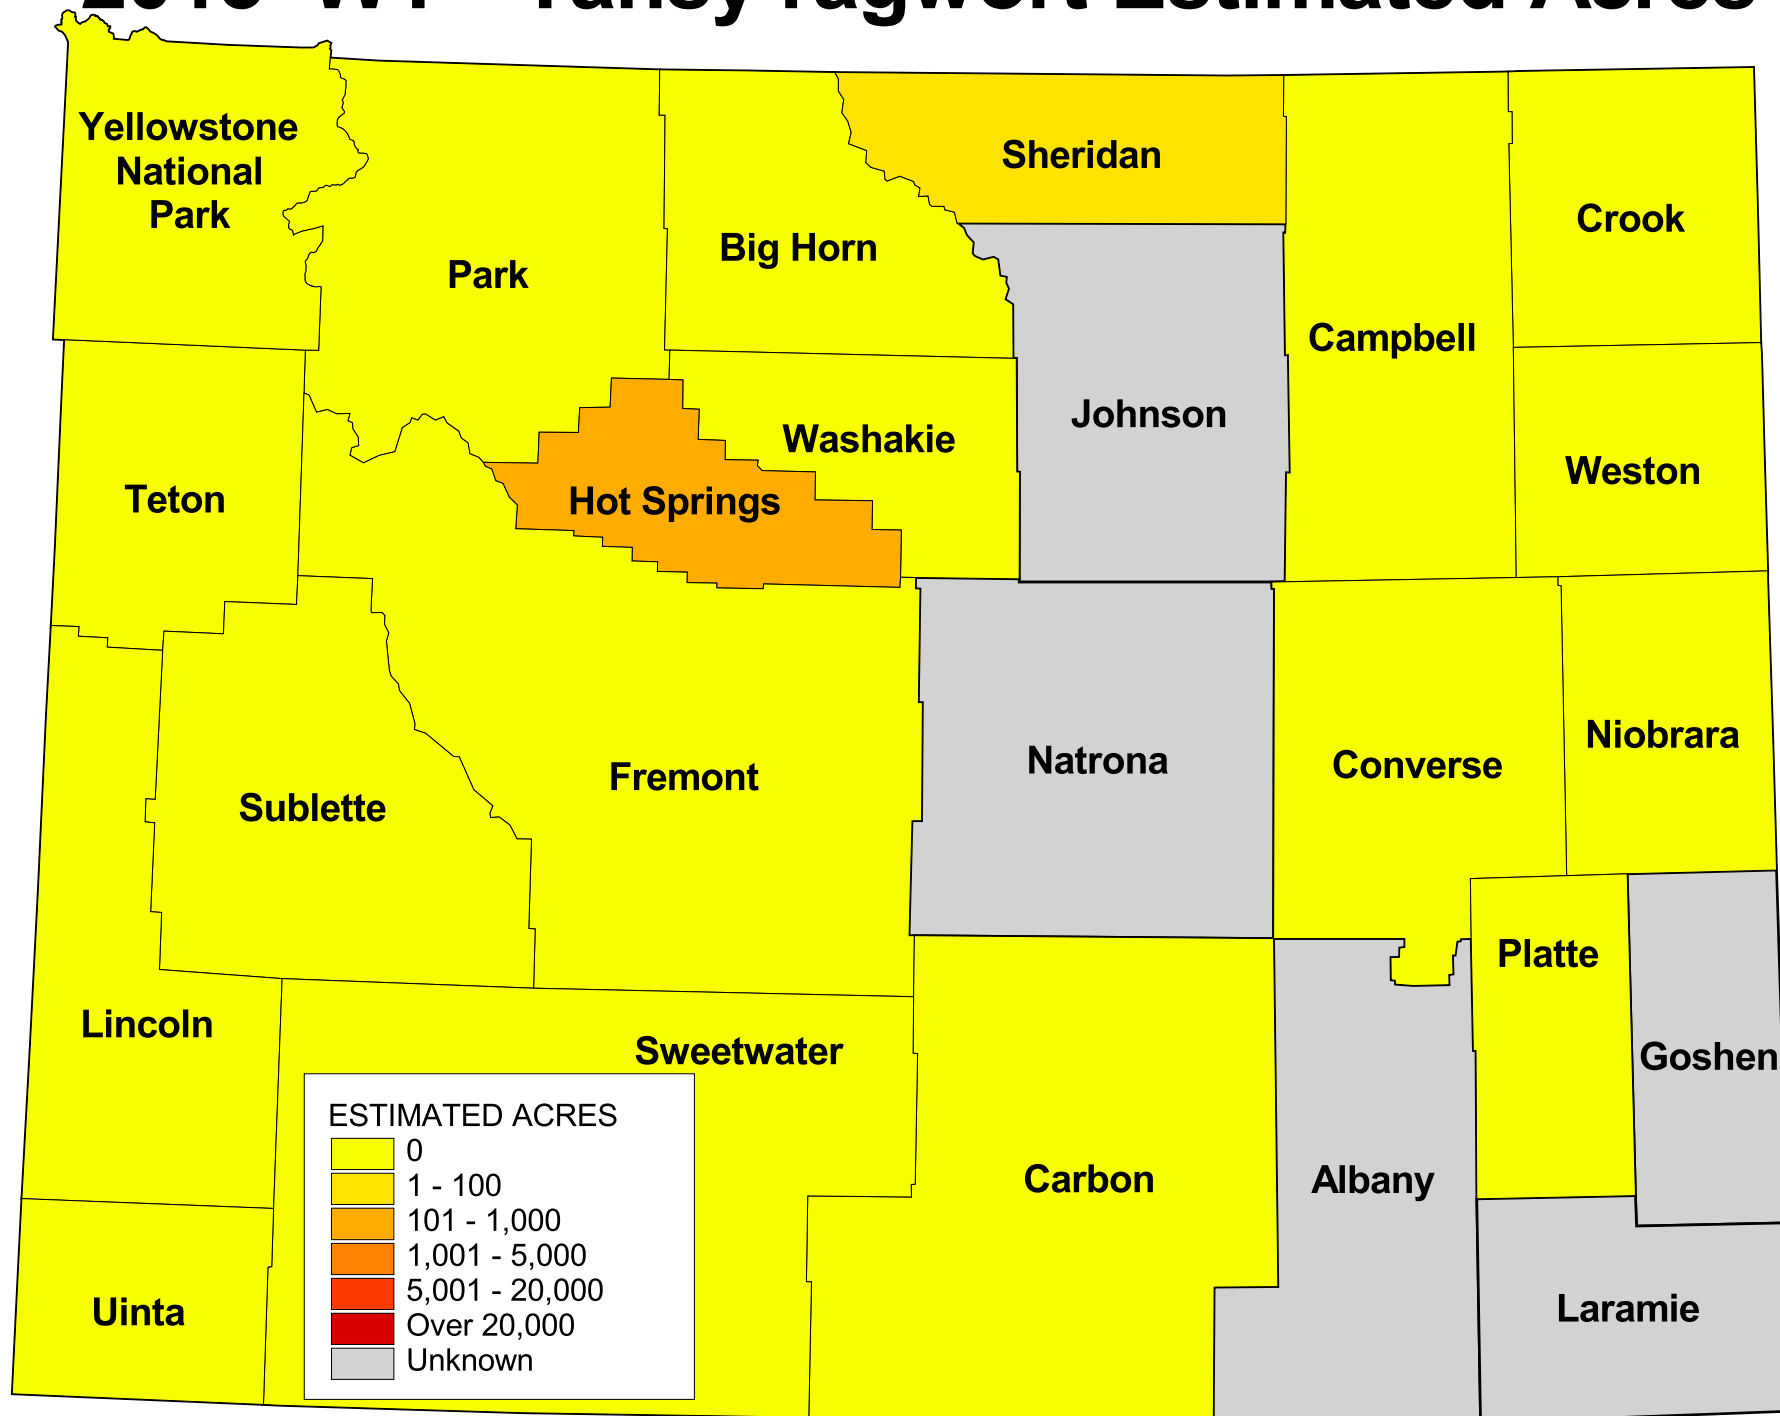 Yellowstone
National
Park
Park
Big Horn
Sheridan
Campbell
Crook
Johnson
Washakie
Hot Springs
Weston
Teton
Fremont
Sublette
Natrona
Converse
Niobrara
Platte
Goshen
Lincoln
Sweetwater
Carbon
Albany
Laramie
Uinta
ESTIMATED ACRES
0
1 - 100
101 - 1,000
1,001 - 5,000
5,001 - 20,000
Over 20,000
Unknown